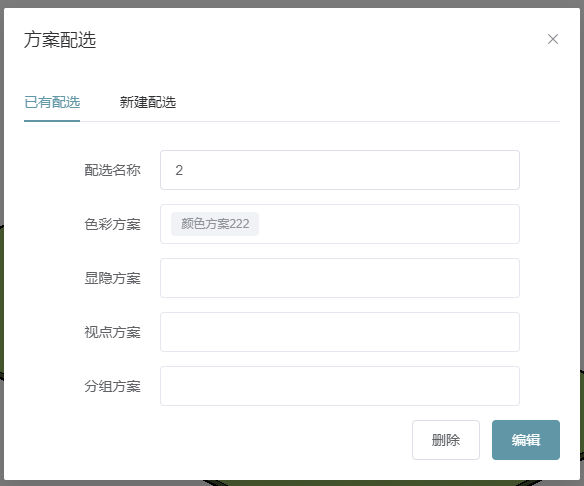 方案配选
已有配选 新建配选
配选名称 2
色彩方案 颜色方案222
显隐方案
视点方案
分组方案
删除 编辑